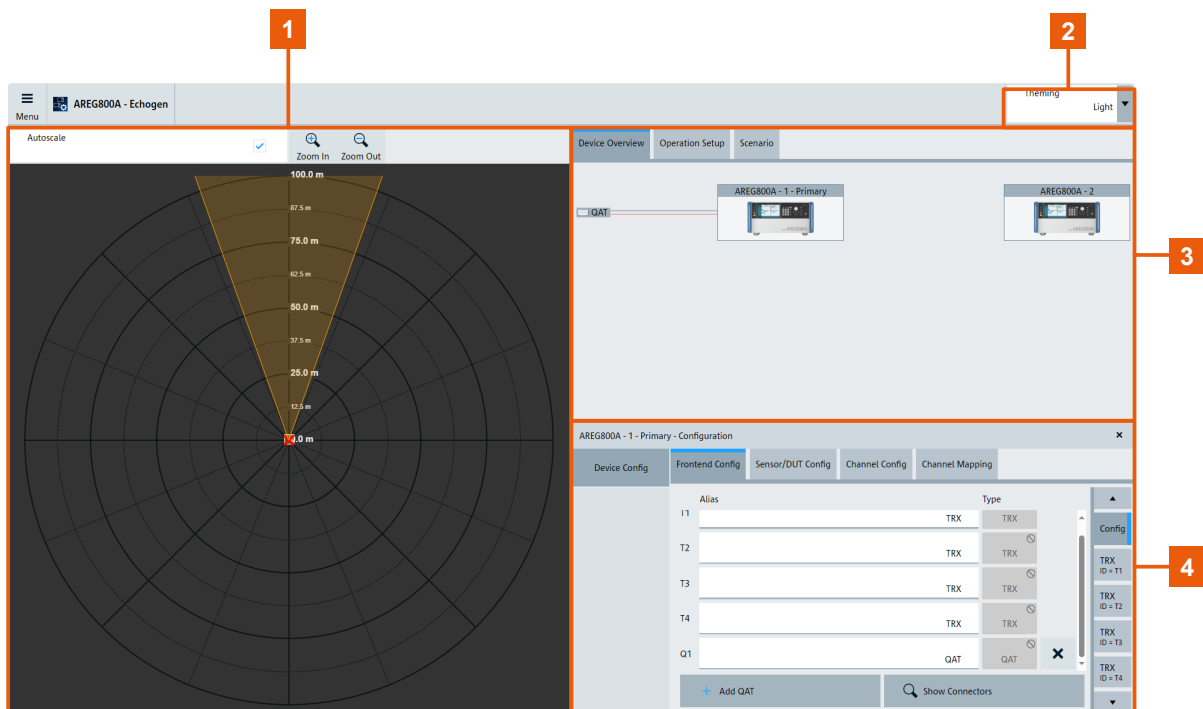 1
2
Menu
AREG800A - Echogen
Theming
Light
Autoscale
Zoom In
Zoom Out
100.0 m
87.5 m
75.0 m
62.5 m
50.0 m
37.5 m
25.0 m
12.5 m
0.0 m
Device Overview
Operation Setup
Scenario
QAT
AREG800A - 1 - Primary
AREG800A - 2
3
AREG800A - 1 - Primary - Configuration
Device Config
Frontend Config
Sensor/DUT Config
Channel Config
Channel Mapping
Alias
Type
T1
TRX
TRX
T2
TRX
TRX
T3
TRX
TRX
T4
TRX
TRX
Q1
QAT
QAT
+ Add QAT
Show Connectors
Config
TRX
ID = T1
TRX
ID = T2
TRX
ID = T3
TRX
ID = T4
4